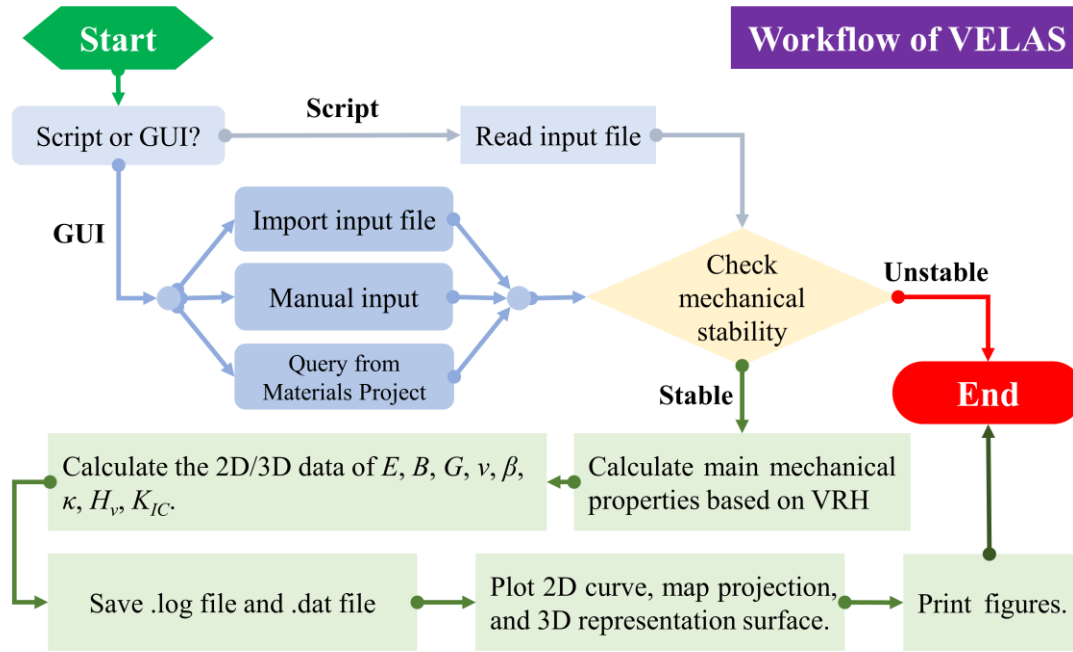 Start
Workflow of VELAS
Script or GUI?
Script
Read input file
GUI
Import input file
Manual input
Query from
Materials Project
Check
mechanical
stability
Unstable
Stable
End
Calculate main mechanical
properties based on VRH
Calculate the 2D/3D data of E, B, G, ν, β,
κ, Hν, KIC.
Save .log file and .dat file
Plot 2D curve, map projection,
and 3D representation surface.
Print figures.